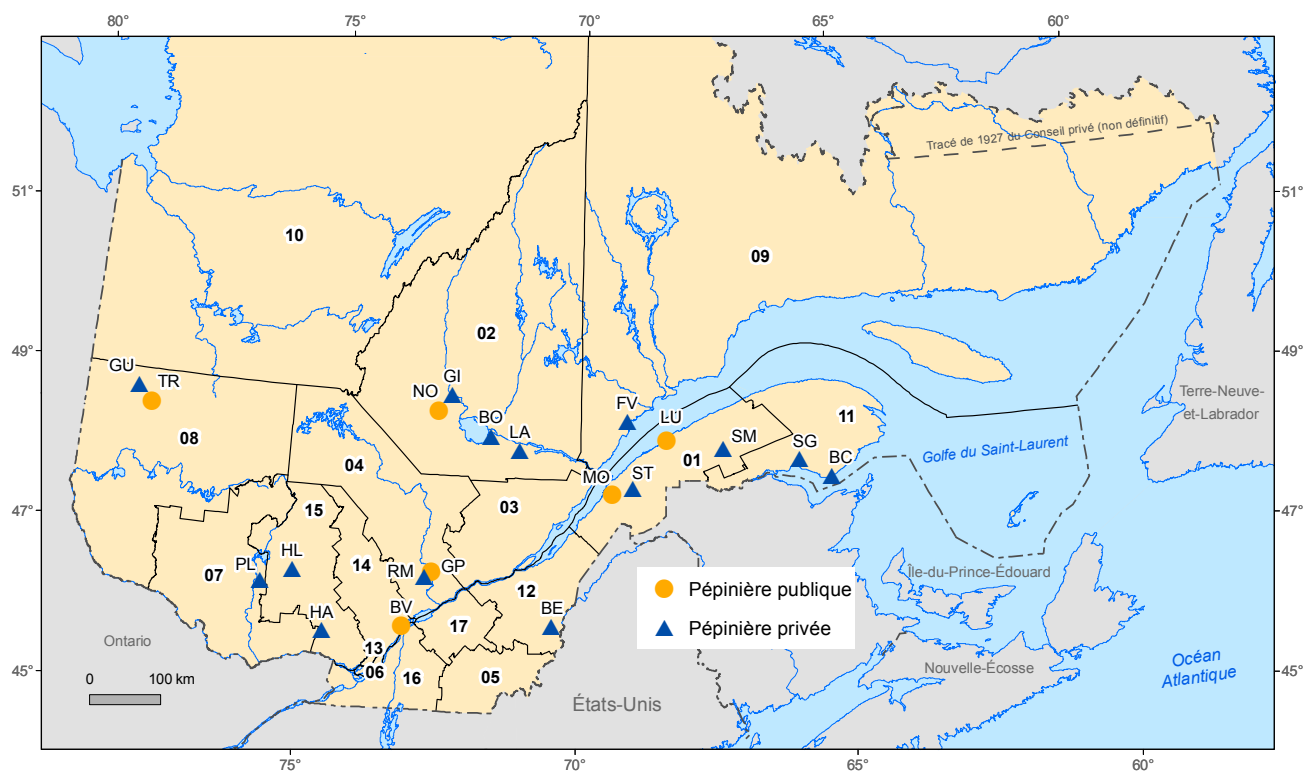 80°
75°
70°
65°
60°
Tracé de 1927 du Conseil privé (non définitif)
51°
51°
10
09
02
49°
49°
GU
TR
NO
GI
BO
LA
FV
LU
SM
SG
BC
11
01
Terre-Neuve-
et-Labrador
08
04
Golfe du Saint-Laurent
MO
ST
47°
47°
15
03
14
07
PL
HL
RM
GP
Île-du-Prince-Édouard
12
Pépinière publique
HA
BV
BE
17
Pépinière privée
Ontario
13
06
16
05
45°
45°
Nouvelle-Écosse
Océan
Atlantique
0
100 km
États-Unis
75°
70°
65°
60°